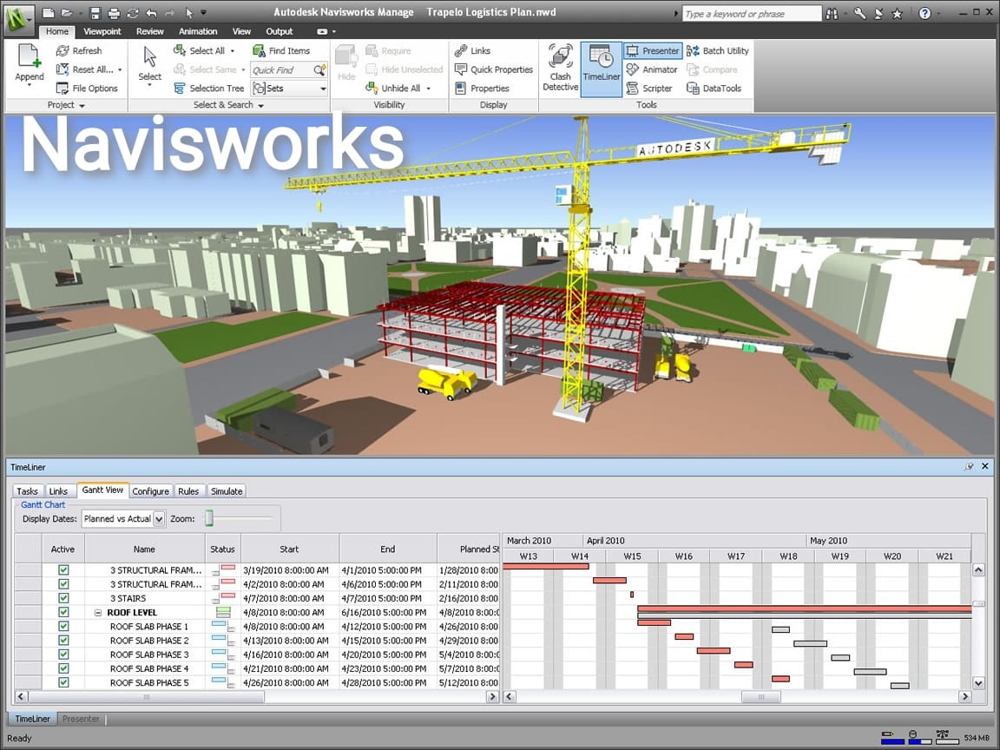 Autodesk Navisworks Manage Trapelo Logistics Plan.nwd
Type a keyword or phrase
Home Viewpoint Review Animation View Output
Append
Refresh
Reset All...
File Options
Project
Select
Select All
Select Same
Selection Tree
Find Items
Quick Find
Sets
Select & Search
Hide
Require
Hide Unselected
Unhide All
Visibility
Links
Quick Properties
Properties
Display
Clash
Detective
TimeLiner
Presenter
Animator
Scripter
Batch Utility
Compare
DataTools
Tools
Navisworks
AUTODESK
TimeLiner
Tasks Links Gantt View Configure Rules Simulate
Gantt Chart
Display Dates: Planned vs Actual Zoom:
Active Name Status Start End Planned St
March 2010 April 2010 May 2010
W13 W14 W15 W16 W17 W18 W19 W20 W21
3 STRUCTURAL FRAM... 3/19/2010 8:00:00 AM 4/1/2010 5:00:00 PM 1/28/2010 8:00
3 STRUCTURAL FRAM... 4/2/2010 8:00:00 AM 4/6/2010 5:00:00 PM 2/11/2010 8:00
3 STAIRS 4/7/2010 8:00:00 AM 4/7/2010 5:00:00 PM 2/16/2010 8:00
ROOF LEVEL 4/8/2010 8:00:00 AM 6/16/2010 5:00:00 PM 4/8/2010 8:00:0
ROOF SLAB PHASE 1 4/8/2010 8:00:00 AM 4/12/2010 5:00:00 PM 4/26/2010 8:00
ROOF SLAB PHASE 2 4/13/2010 8:00:00 AM 4/15/2010 5:00:00 PM 4/29/2010 8:00
ROOF SLAB PHASE 3 4/16/2010 8:00:00 AM 4/20/2010 5:00:00 PM 5/4/2010 8:00:0
ROOF SLAB PHASE 4 4/21/2010 8:00:00 AM 4/23/2010 5:00:00 PM 5/7/2010 8:00:0
ROOF SLAB PHASE 5 4/26/2010 8:00:00 AM 4/28/2010 5:00:00 PM 5/12/2010 8:00
TimeLiner Presenter
Ready
534 MB